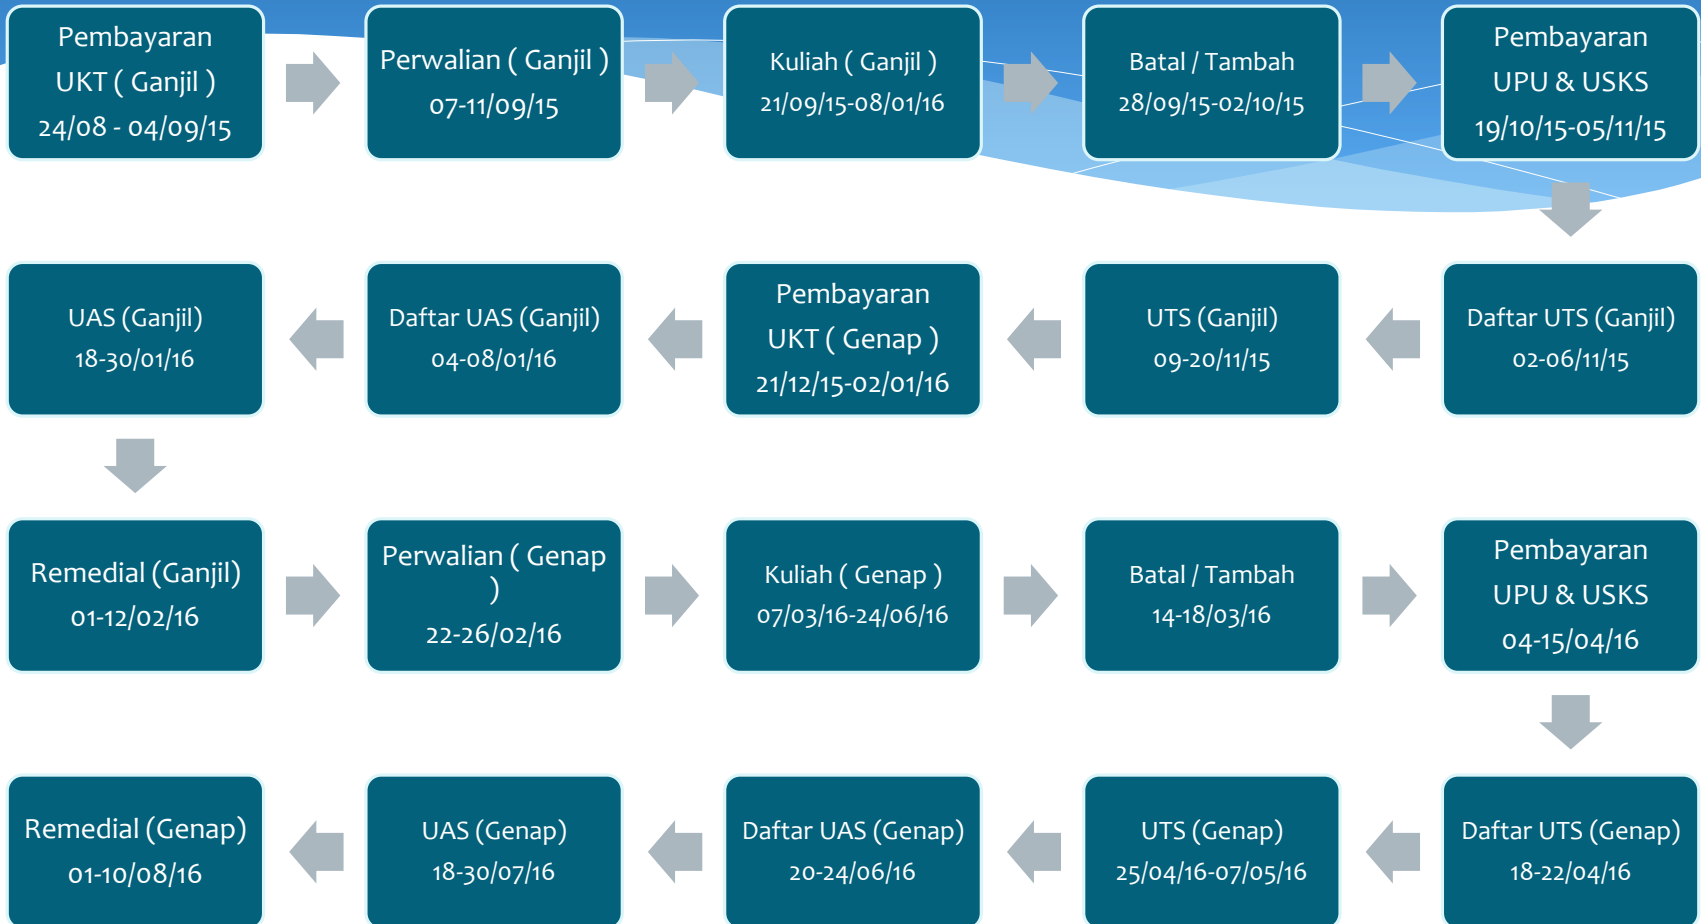 Pembayaran
UKT ( Ganjil )
24/08 - 04/09/15
Perwalian ( Ganjil )
07-11/09/15
Kuliah ( Ganjil )
21/09/15-08/01/16
Batal / Tambah
28/09/15-02/10/15
Pembayaran
UPU & USKS
19/10/15-05/11/15
Daftar UTS (Ganjil)
02-06/11/15
UTS (Ganjil)
09-20/11/15
Pembayaran
UKT ( Genap )
21/12/15-02/01/16
Daftar UAS (Ganjil)
04-08/01/16
UAS (Ganjil)
18-30/01/16
Remedial (Ganjil)
01-12/02/16
Perwalian ( Genap
)
22-26/02/16
Kuliah ( Genap )
07/03/16-24/06/16
Batal / Tambah
14-18/03/16
Pembayaran
UPU & USKS
04-15/04/16
Daftar UTS (Genap)
18-22/04/16
UTS (Genap)
25/04/16-07/05/16
Daftar UAS (Genap)
20-24/06/16
UAS (Genap)
18-30/07/16
Remedial (Genap)
01-10/08/16